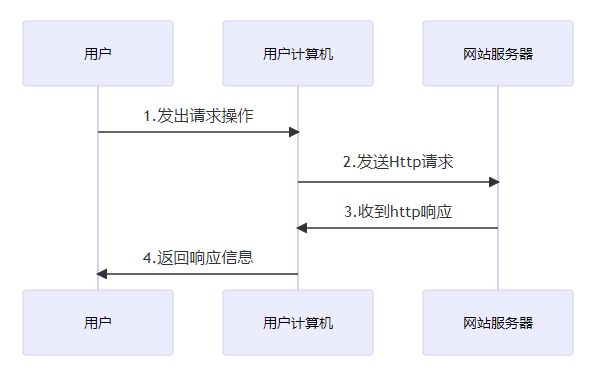 用户
用户计算机
网站服务器
1.发出请求操作
2.发送Http请求
3.收到http响应
4.返回响应信息
用户
用户计算机
网站服务器